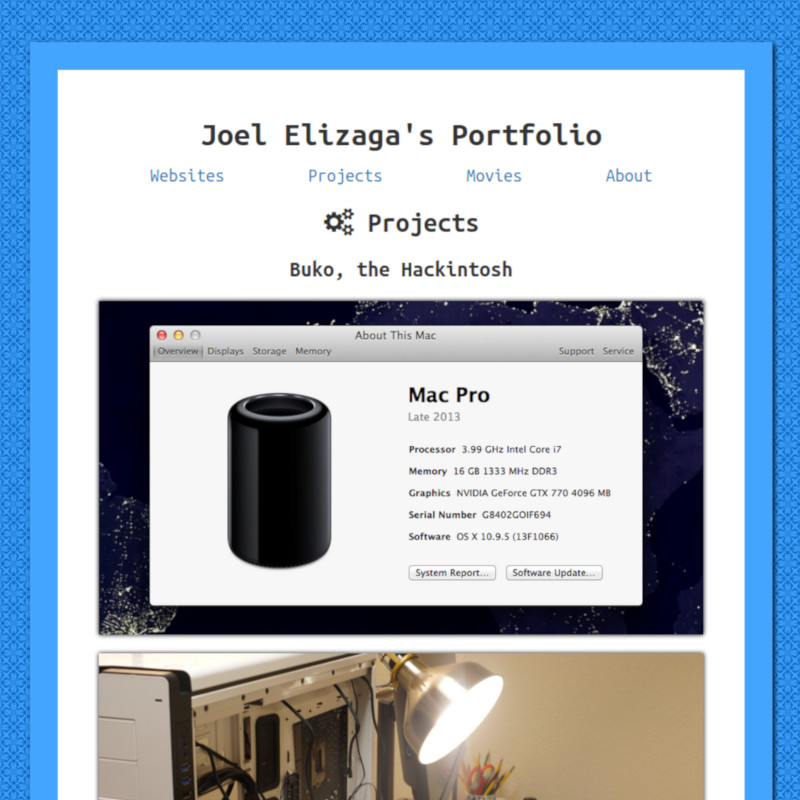 Joel Elizaga's Portfolio
Websites Projects Movies About
Projects
Buko, the Hackintosh
About This Mac
Overview Displays Storage Memory Support Service
Mac Pro
Late 2013
Processor 3.99 GHz Intel Core i7
Memory 16 GB 1333 MHz DDR3
Graphics NVIDIA GeForce GTX 770 4096 MB
Serial Number G8402GOIF694
Software OS X 10.9.5 (13F1066)
System Report... Software Update...